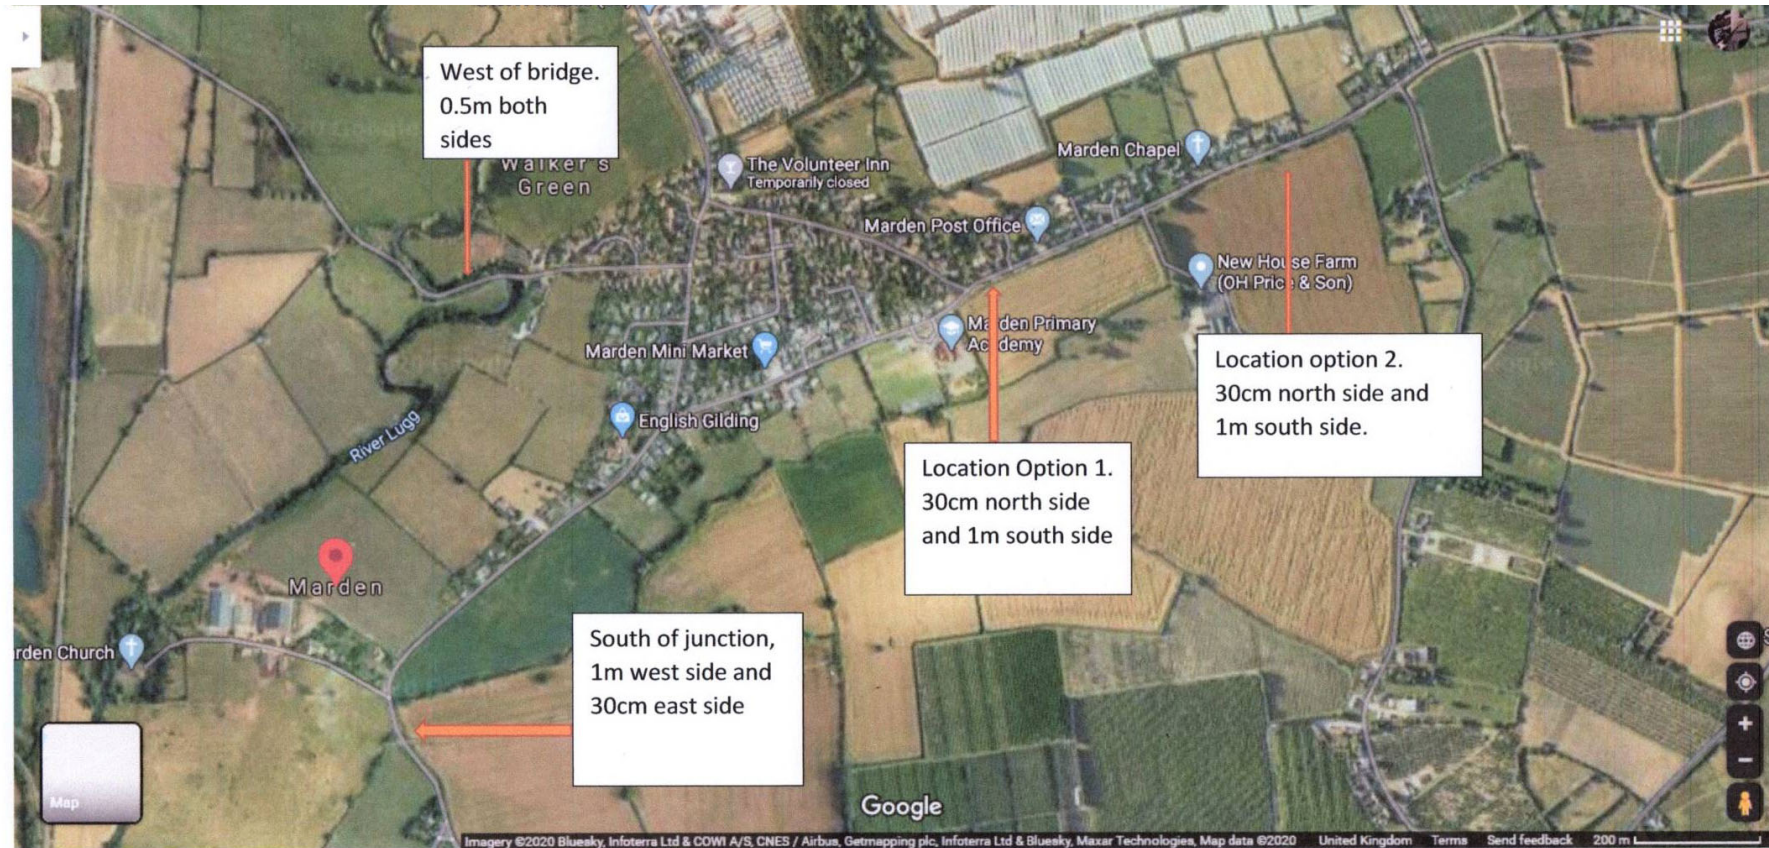 West of bridge.
0.5m both
sides
Walker's
Green
The Volunteer Inn
Temporarily closed
Marden Chapel
Marden Post Office
New House Farm
(OH Price & Son)
Marden Primary
Academy
Marden Mini Market
English Gilding
River Lugg
Location option 2.
30cm north side and
1m south side.
Location Option 1.
30cm north side
and 1m south side
Marden
rden Church
South of junction,
1m west side and
30cm east side
Map
Google
Imagery ©2020 Bluesky, Infoterra Ltd & COWI A/S, CNES / Airbus, Getmapping plc, Infoterra Ltd & Bluesky, Maxar Technologies, Map data ©2020 United Kingdom Terms Send feedback 200 m